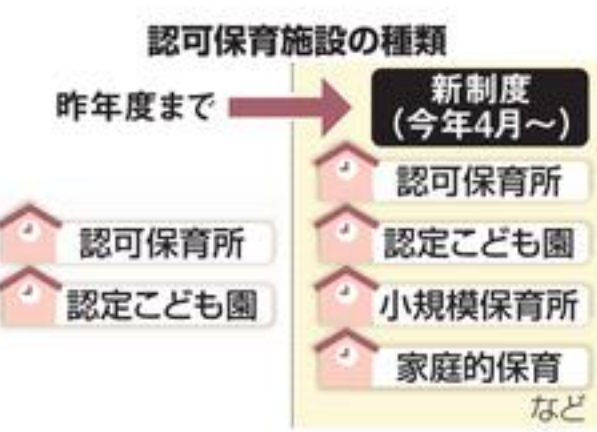 認可保育施設の種類
昨年度まで
認可保育所
認定こども園
新制度
(今年4月〜)
認可保育所
認定こども園
小規模保育所
家庭的保育
など